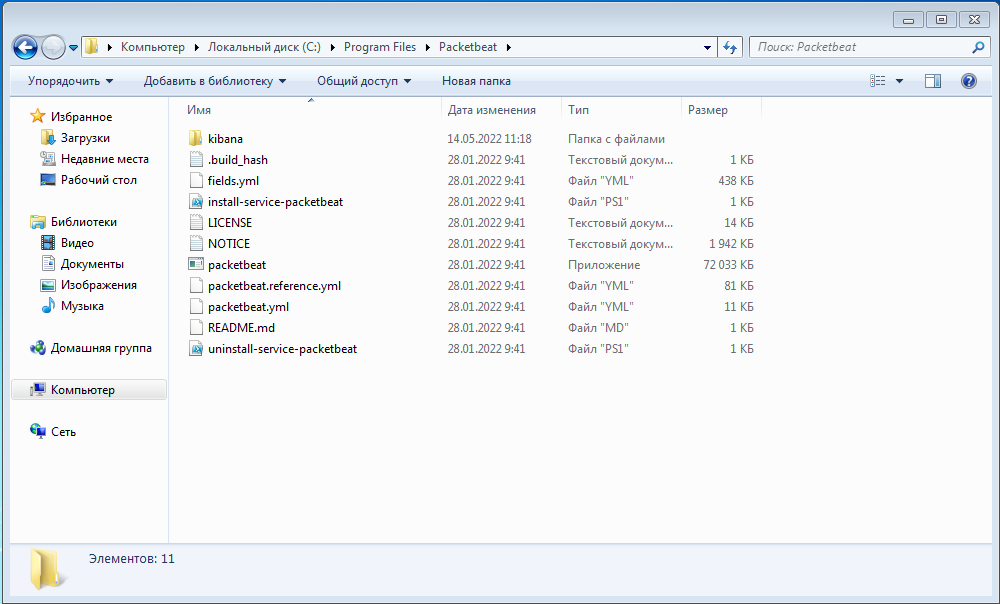 Компьютер Локальный диск (C:) Program Files Packetbeat Поиск: Packetbeat
Упорядочить Добавить в библиотеку Общий доступ Новая папка
Избранное
Загрузки
Недавние места
Рабочий стол
Библиотеки
Видео
Документы
Изображения
Музыка
Домашняя группа
Компьютер
Сеть
Имя Дата изменения Тип Размер
kibana 14.05.2022 11:18 Папка с файлами
.build_hash 28.01.2022 9:41 Текстовый докум... 1 КБ
fields.yml 28.01.2022 9:41 Файл "YML" 438 КБ
install-service-packetbeat 28.01.2022 9:41 Файл "PS1" 1 КБ
LICENSE 28.01.2022 9:41 Текстовый докум... 14 КБ
NOTICE 28.01.2022 9:41 Текстовый докум... 1 942 КБ
packetbeat 28.01.2022 9:41 Приложение 72 033 КБ
packetbeat.reference.yml 28.01.2022 9:41 Файл "YML" 81 КБ
packetbeat.yml 28.01.2022 9:41 Файл "YML" 11 КБ
README.md 28.01.2022 9:41 Файл "MD" 1 КБ
uninstall-service-packetbeat 28.01.2022 9:41 Файл "PS1" 1 КБ
Элементов: 11